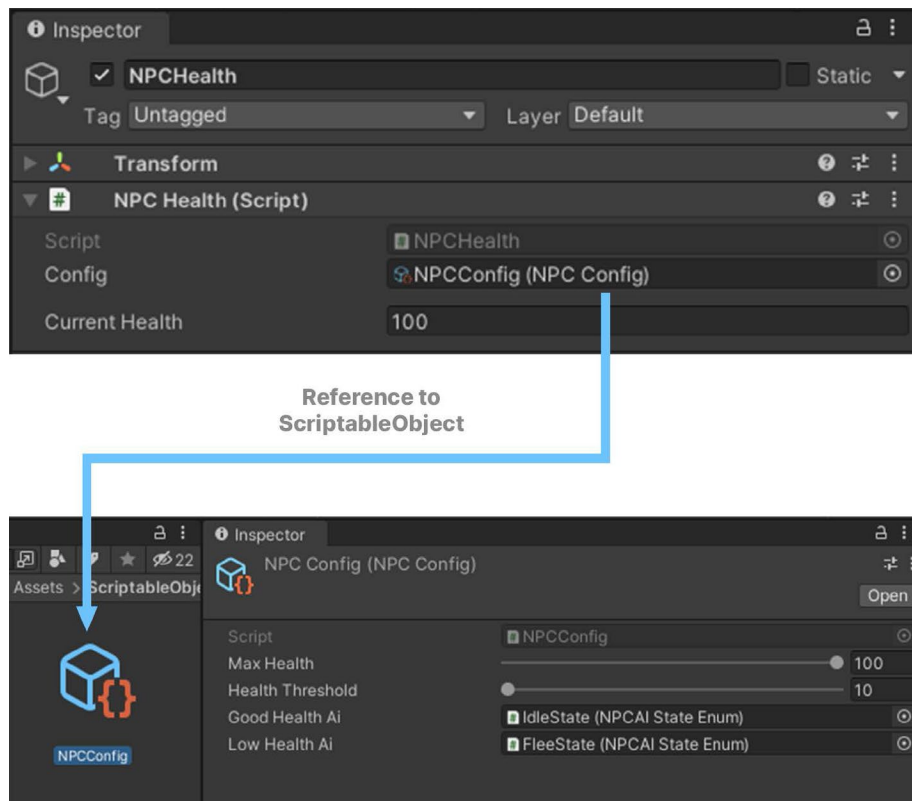 Inspector
NPCHealth
Static
Tag Untagged
Layer Default
Transform
NPC Health (Script)
Script
NPCHealth
Config
NPCConfig (NPC Config)
Current Health
100
Reference to
ScriptableObject
22
Assets > ScriptableObje
NPCConfig
Inspector
NPC Config (NPC Config)
Open
Script
NPCConfig
Max Health
100
Health Threshold
10
Good Health Ai
IdleState (NPCAI State Enum)
Low Health Ai
FleeState (NPCAI State Enum)